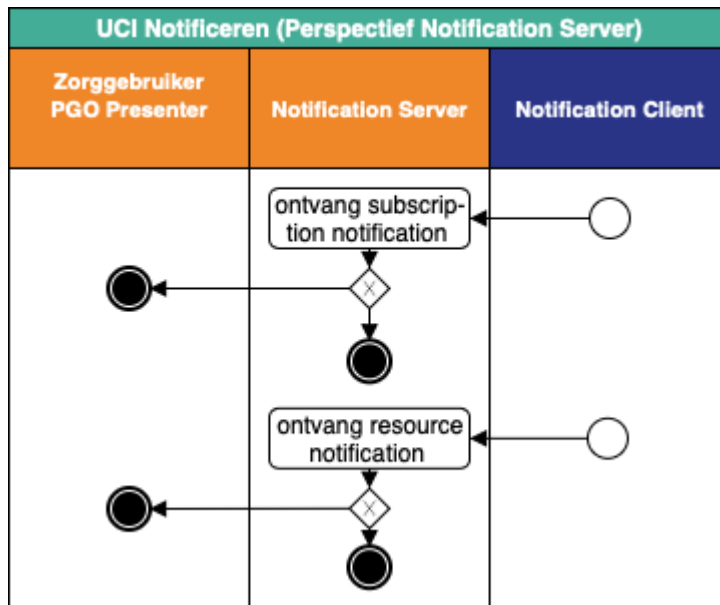 UCI Notificeren (Perspectief Notification Server)
Zorggebruiker
PGO Presenter
Notification Server
Notification Client
ontvang subscrip-
tion notification
X
ontvang resource
notification
X